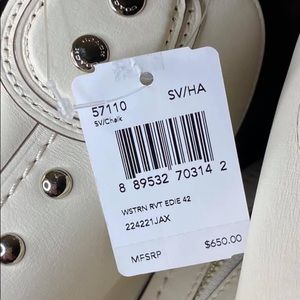 57110 SV/HA
SV/Chalk
8 89532 70314 2
WSTRN RVT EDIE 42
224221JAX
MFSRP $650.00